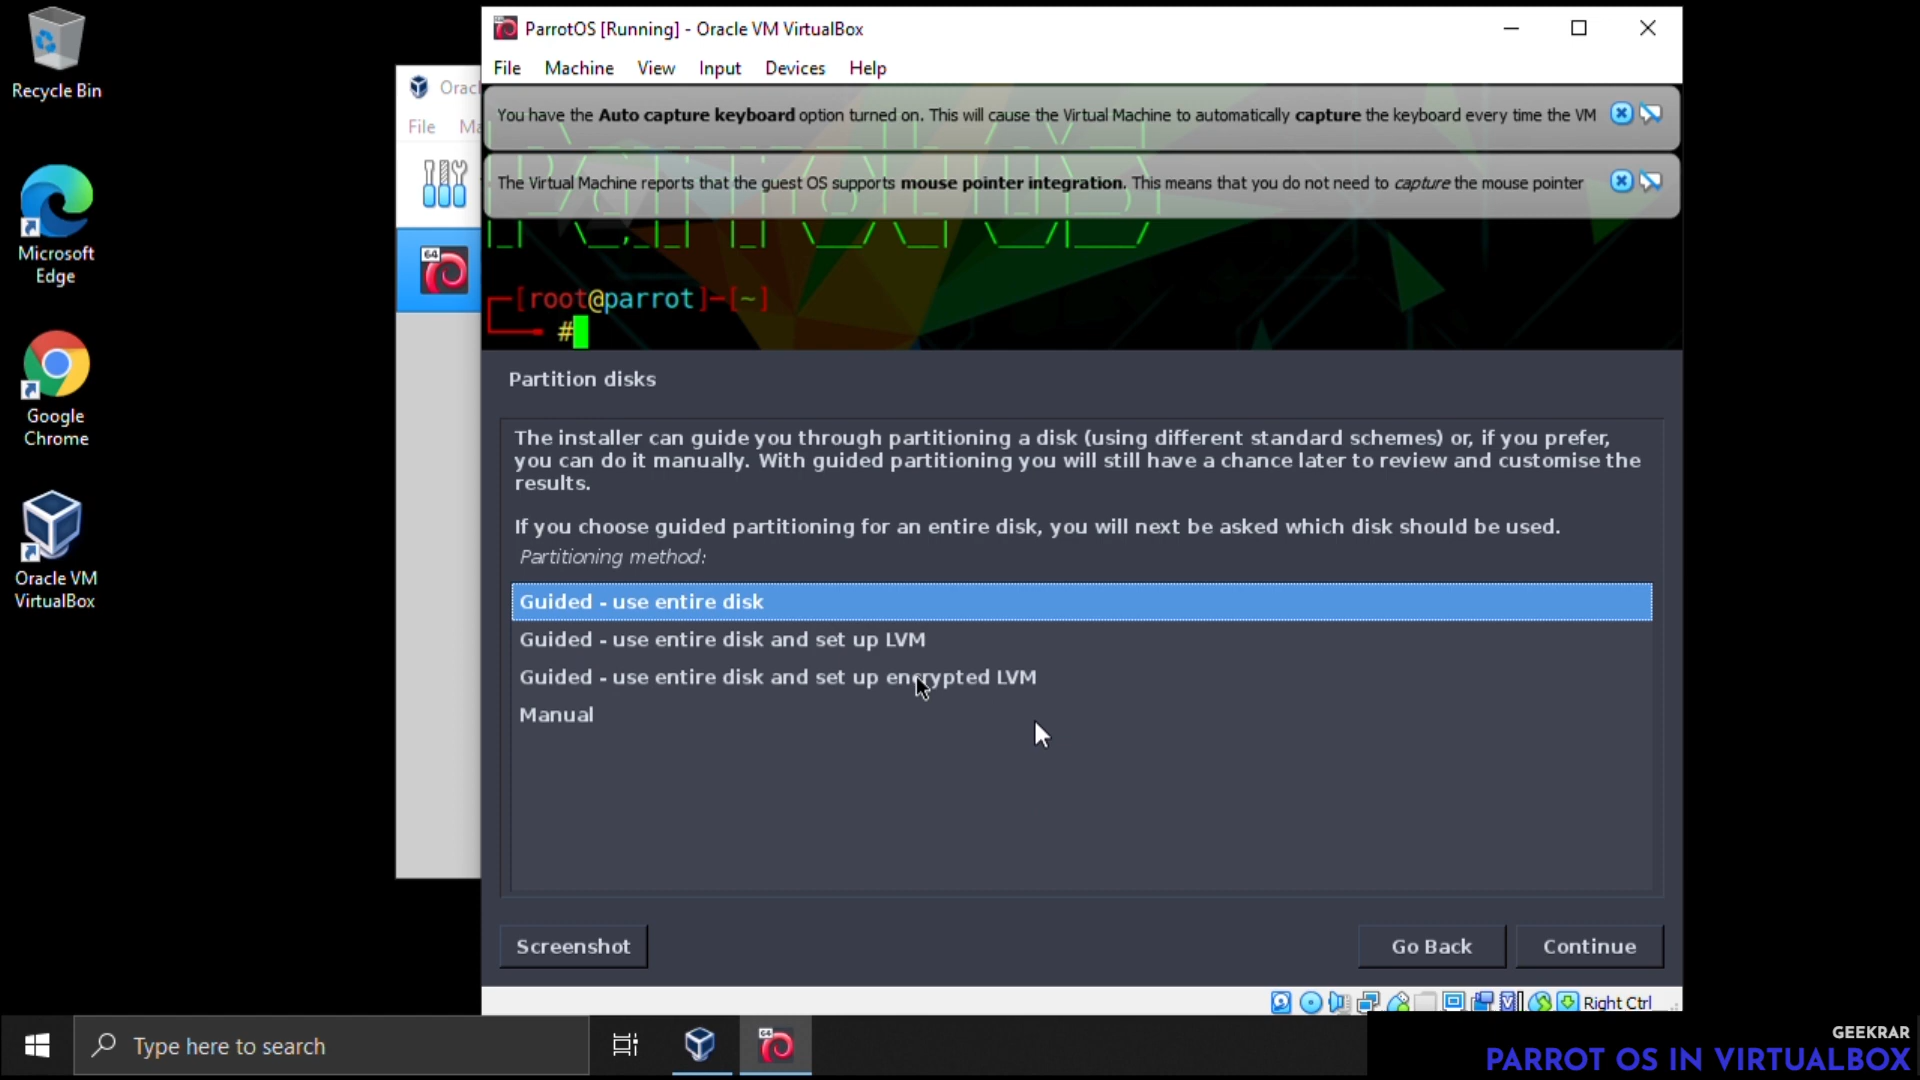 Recycle Bin
Microsoft
Edge
Google
Chrome
Oracle VM
VirtualBox
File
ParrotOS [Running] - Oracle VM VirtualBox
File Machine View Input Devices Help
You have the Auto capture keyboard option turned on. This will cause the Virtual Machine to automatically capture the keyboard every time the VM
The Virtual Machine reports that the guest OS supports mouse pointer integration. This means that you do not need to capture the mouse pointer
64
[root@parrot]-[~]
#
Partition disks
The installer can guide you through partitioning a disk (using different standard schemes) or, if you prefer,
you can do it manually. With guided partitioning you will still have a chance later to review and customise the
results.
If you choose guided partitioning for an entire disk, you will next be asked which disk should be used.
Partitioning method:
Guided - use entire disk
Guided - use entire disk and set up LVM
Guided - use entire disk and set up encrypted LVM
Manual
Screenshot
Go Back
Continue
Right Ctrl
Type here to search
GEEKRAR
PARROT OS IN VIRTUALBOX